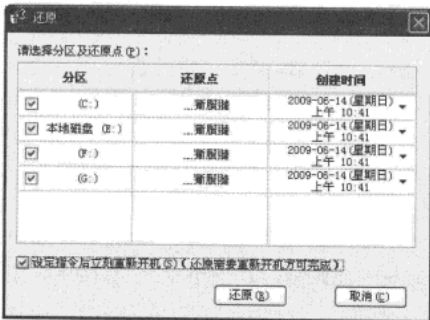 还原
请选择分区及还原点(P)：
分区 还原点 创建时间
(C:) 2009-06-14(星期日)
上午 10:41
本地磁盘 (E:) 2009-06-14(星期日)
上午 10:41
(F:) 2009-06-14(星期日)
上午 10:41
(G:) 2009-06-14(星期日)
上午 10:41
设定指令后立刻重新开机(S)(还原需要重新开机方可完成)
还原(R) 取消(C)